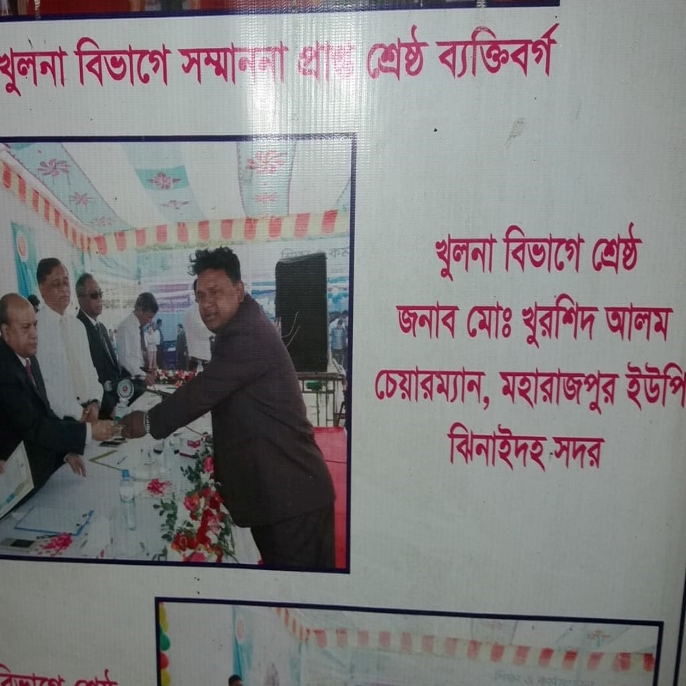 খুলনা বিভাগে সম্মাননা প্রাপ্ত শ্রেষ্ঠ ব্যক্তিবর্গ
খুলনা বিভাগে শ্রেষ্ঠ
জনাব মোঃ খুরশিদ আলম
চেয়ারম্যান, মহারাজপুর ইউপি
ঝিনাইদহ সদর
বিভাগে শ্রেষ্ঠ